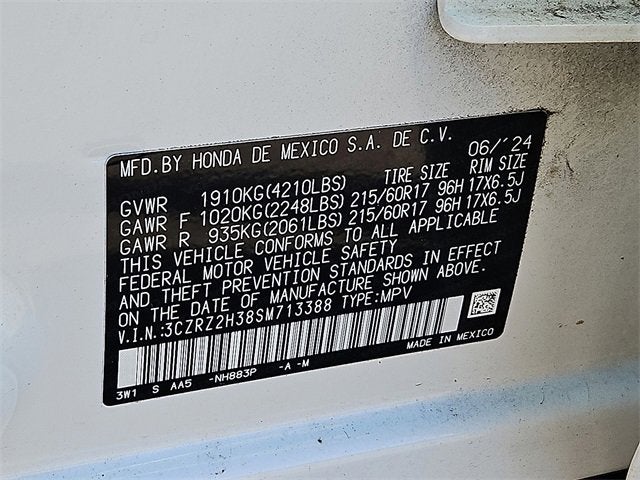 MFD.BY HONDA DE MEXICO S.A. DE C.V. 06/'24
TIRE SIZE RIM SIZE
GVWR 1910KG(4210LBS)
GAWR F 1020KG(2248LBS) 215/60R17 96H 17X6.5J
GAWR R 935KG(2061LBS) 215/60R17 96H 17X6.5J
THIS VEHICLE CONFORMS TO ALL APPLICABLE
FEDERAL MOTOR VEHICLE SAFETY
AND THEFT PREVENTION STANDARDS IN EFFECT
ON THE DATE OF MANUFACTURE SHOWN ABOVE.
V.I.N.:3CZRZ2H38SM713388 TYPE:MPV
3W1 S AA5 -NH883P -A -M MADE IN MEXICO